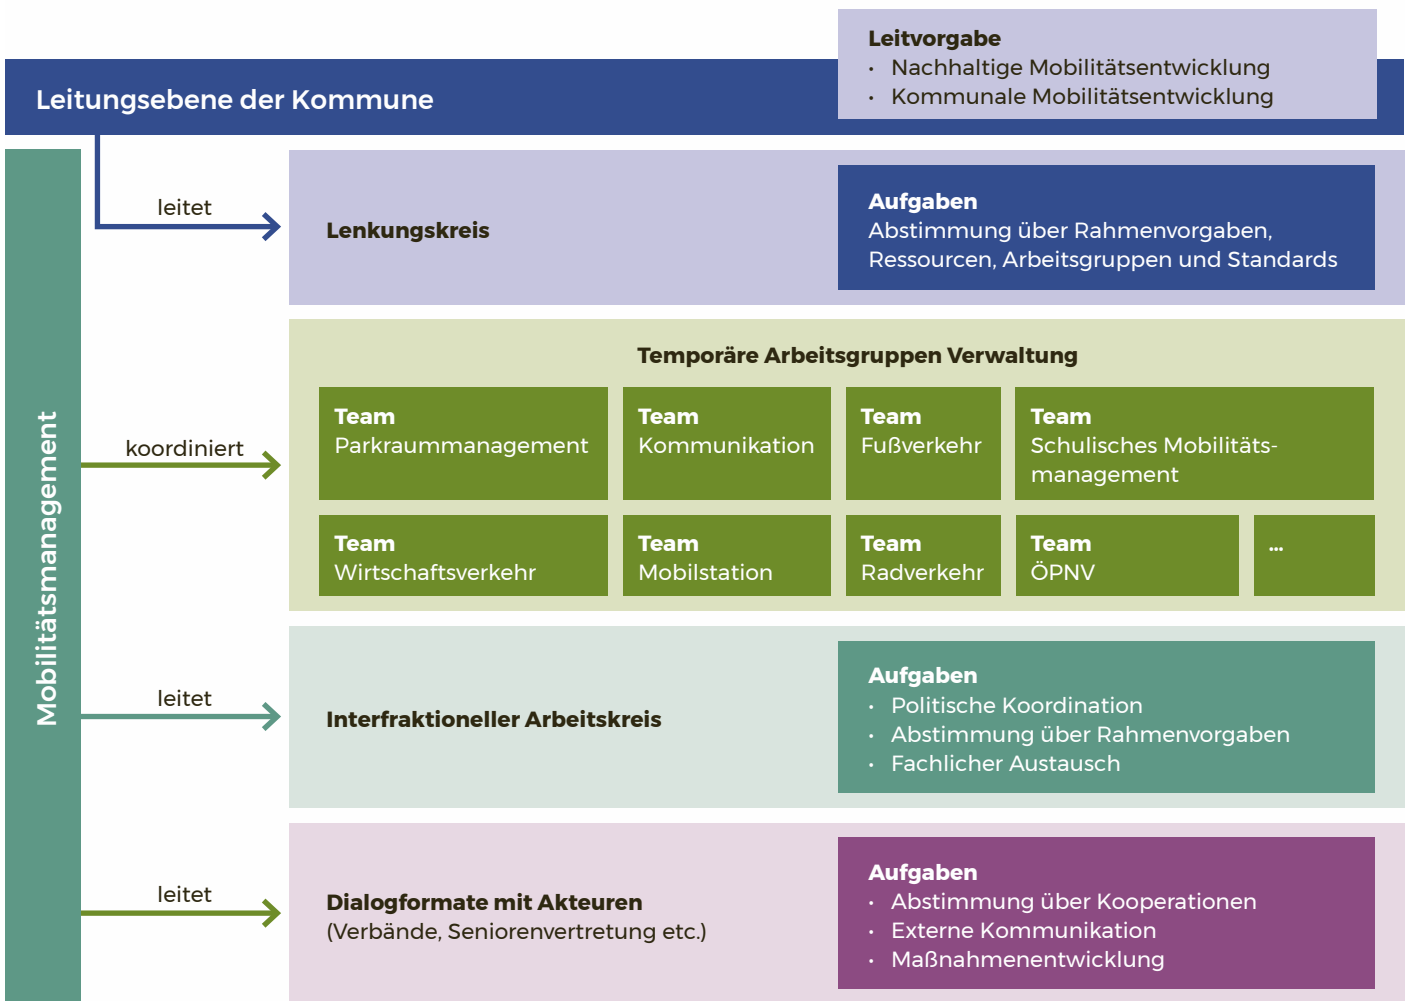 Leitvorgabe
• Nachhaltige Mobilitätsentwicklung
• Kommunale Mobilitätsentwicklung
Leitungsebene der Kommune
Mobilitätsmanagement
leitet
Lenkungskreis
Aufgaben
Abstimmung über Rahmenvorgaben,
Ressourcen, Arbeitsgruppen und Standards
koordiniert
Temporäre Arbeitsgruppen Verwaltung
Team
Parkraummanagement
Team
Kommunikation
Team
Fußverkehr
Team
Schulisches Mobilitäts-
management
Team
Wirtschaftsverkehr
Team
Mobilstation
Team
Radverkehr
Team
ÖPNV
...
leitet
Interfraktioneller Arbeitskreis
Aufgaben
• Politische Koordination
• Abstimmung über Rahmenvorgaben
• Fachlicher Austausch
leitet
Dialogformate mit Akteuren
(Verbände, Seniorenvertretung etc.)
Aufgaben
• Abstimmung über Kooperationen
• Externe Kommunikation
• Maßnahmenentwicklung